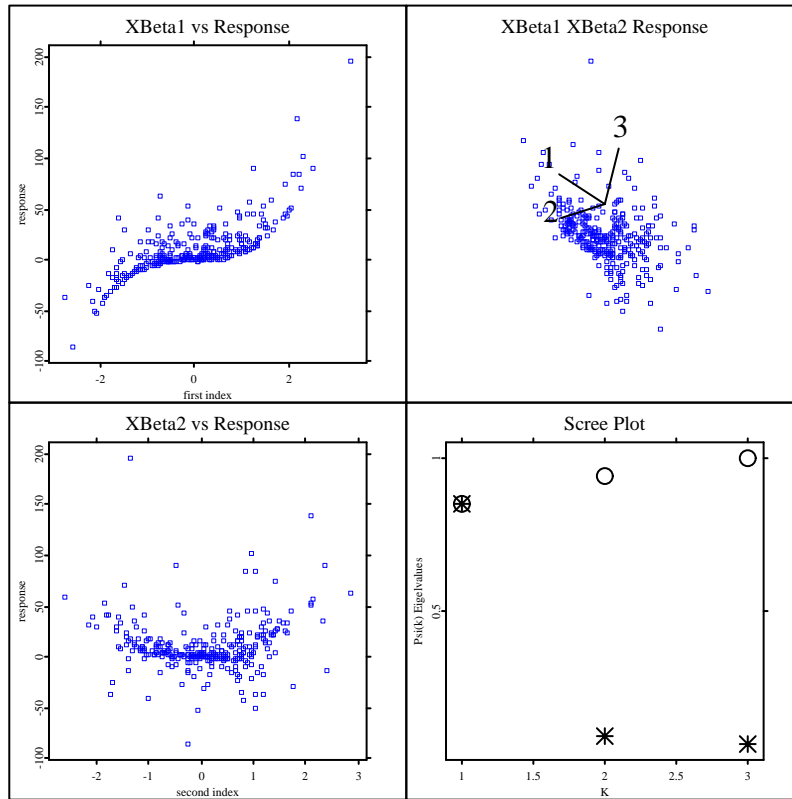 XBeta1 vs Response
response
-100 -50 0 50 100 150 200
-2 0 2
first index
XBeta1 XBeta2 Response
1
2
3
XBeta2 vs Response
response
-100 -50 0 50 100 150 200
-2 -1 0 1 2 3
second index
Scree Plot
Psi(k) Eigelvalues
0.5 1
1 1.5 2 2.5 3
K